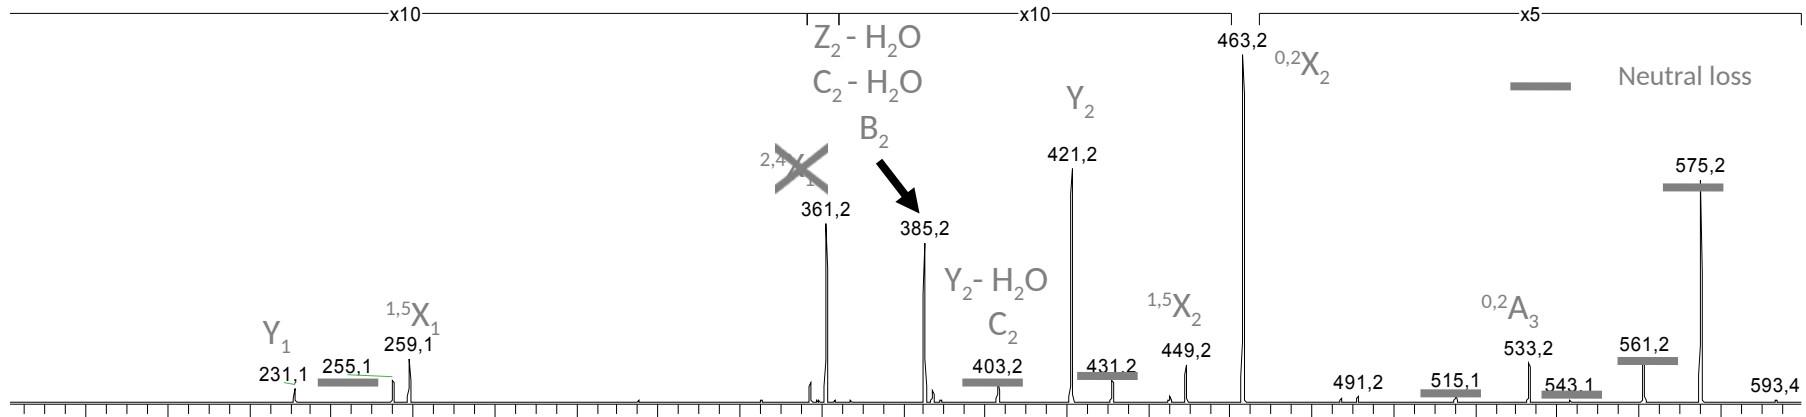 x10
x10
x5
Z2 - H2O
C2 - H2O
B2
2,4X1
361,2
385,2
Y2
421,2
463,2
0,2X2
Neutral loss
575,2
Y1
231,1
255,1
1,5X1
259,1
Y2- H2O
C2
403,2
431,2
1,5X2
449,2
491,2
515,1
0,2A3
533,2
543,1
561,2
593,4